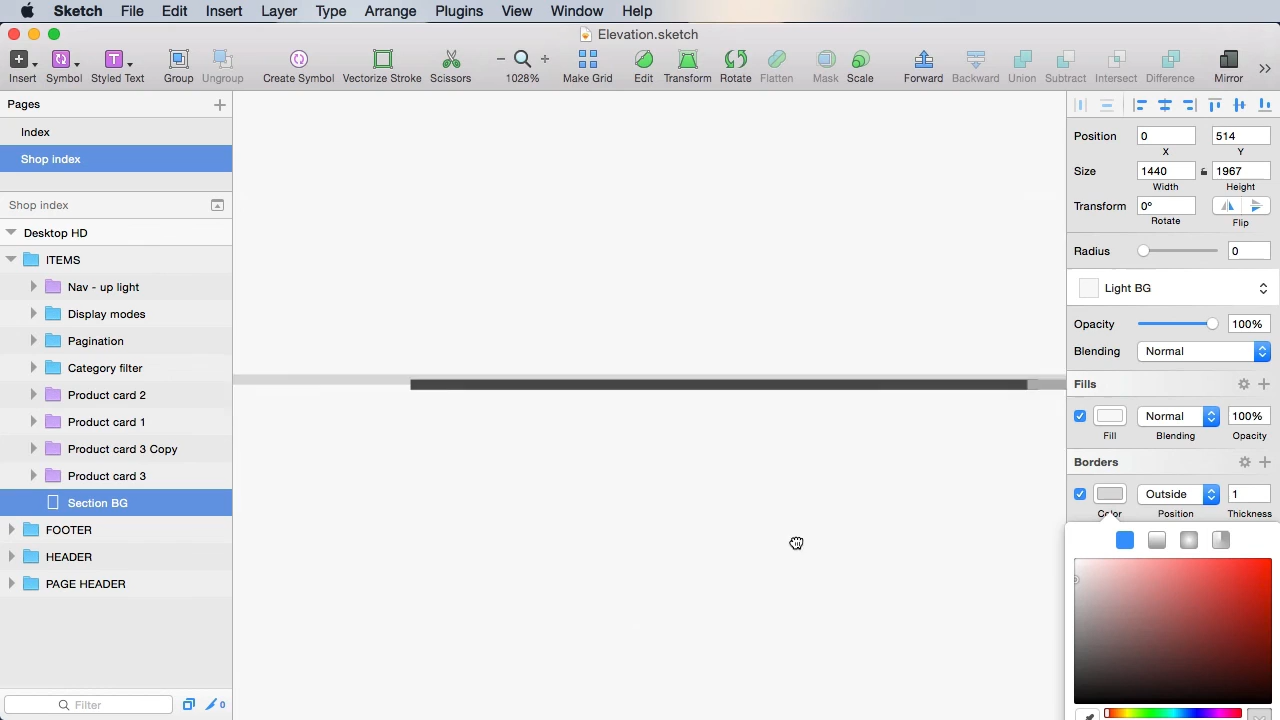 Sketch File Edit Insert Layer Type Arrange Plugins View Window Help
Elevation.sketch
Insert Symbol Styled Text Group Ungroup Create Symbol Vectorize Stroke Scissors 1028% Make Grid Edit Transform Rotate Flatten Mask Scale Forward Backward Union Subtract Intersect Difference Mirror
Pages
Index
Shop index
Shop index
Desktop HD
ITEMS
Nav - up light
Display modes
Pagination
Category filter
Product card 2
Product card 1
Product card 3 Copy
Product card 3
Section BG
FOOTER
HEADER
PAGE HEADER
Filter
0
Position 0 514
X Y
Size 1440 1967
Width Height
Transform 0°
Rotate Flip
Radius 0
Light BG
Opacity 100%
Blending Normal
Fills
Normal 100%
Fill Blending Opacity
Borders
Outside 1
Color Position Thickness